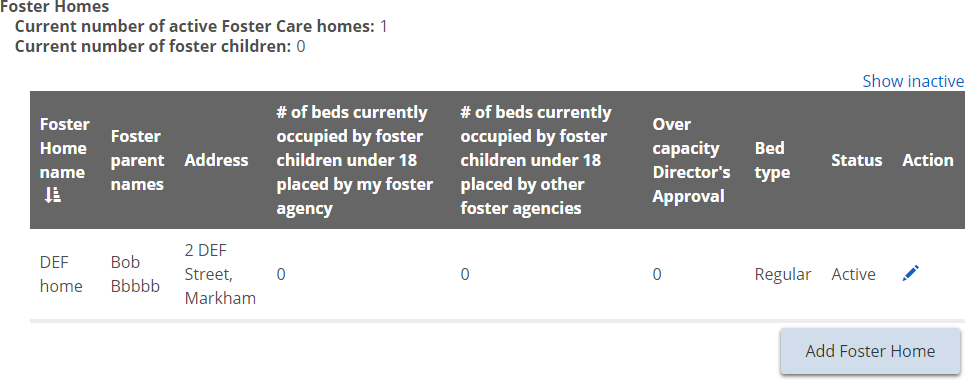 Foster Homes
Current number of active Foster Care homes: 1
Current number of foster children: 0
Show inactive
Foster
Home
name
Foster
parent
names
Address
# of beds currently
occupied by foster
children under 18
placed by my foster
agency
# of beds currently
occupied by foster
children under 18
placed by other
foster agencies
Over
capacity
Director's
Approval
Bed
type
Status
Action
DEF
home
Bob
Bbbbb
2 DEF
Street,
Markham
0
0
0
Regular
Active
Add Foster Home